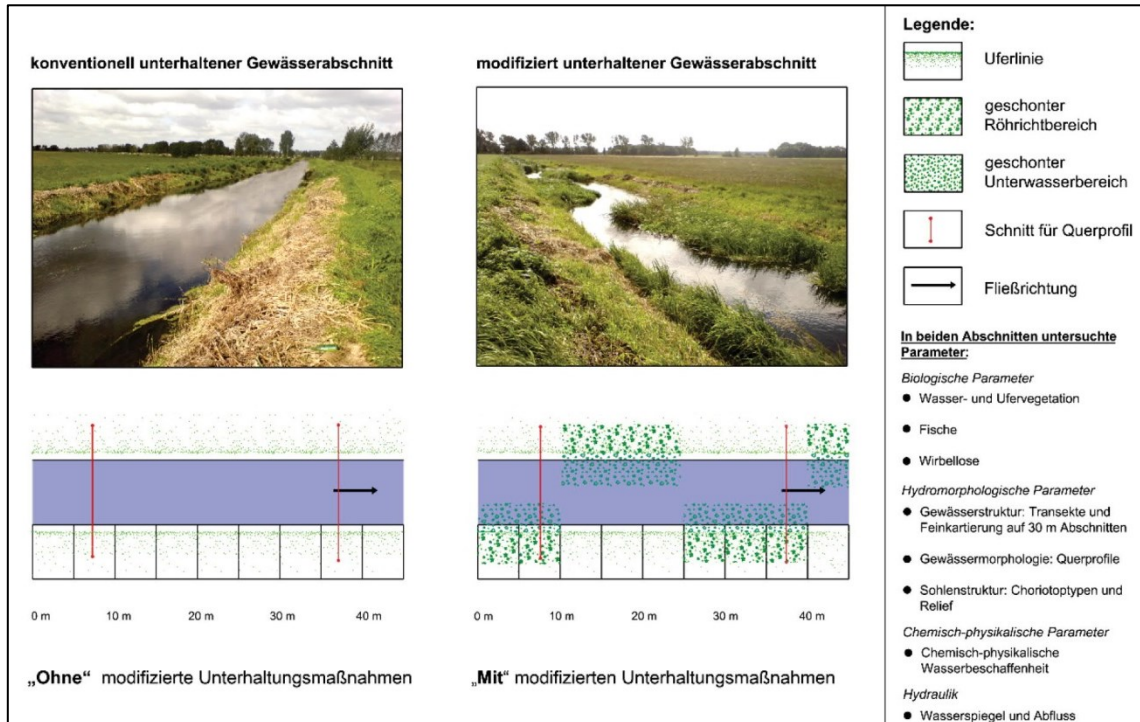 konventionell unterhaltener Gewässerabschnitt
modifiziert unterhaltener Gewässerabschnitt
0 m 10 m 20 m 30 m 40 m
0 m 10 m 20 m 30 m 40 m
„Ohne“ modifizierte Unterhaltungsmaßnahmen
„Mit“ modifizierten Unterhaltungsmaßnahmen
Legende:
Uferlinie
geschonter
Röhrichtbereich
geschonter
Unterwasserbereich
Schnitt für Querprofil
Fließrichtung
In beiden Abschnitten untersuchte
Parameter:
Biologische Parameter
● Wasser- und Ufervegetation
● Fische
● Wirbellose
Hydromorphologische Parameter
● Gewässerstruktur: Transekte und
Feinkartierung auf 30 m Abschnitten
● Gewässermorphologie: Querprofile
● Sohlenstruktur: Choriotoptypen und
Relief
Chemisch-physikalische Parameter
● Chemisch-physikalische
Wasserbeschaffenheit
Hydraulik
● Wasserspiegel und Abfluss